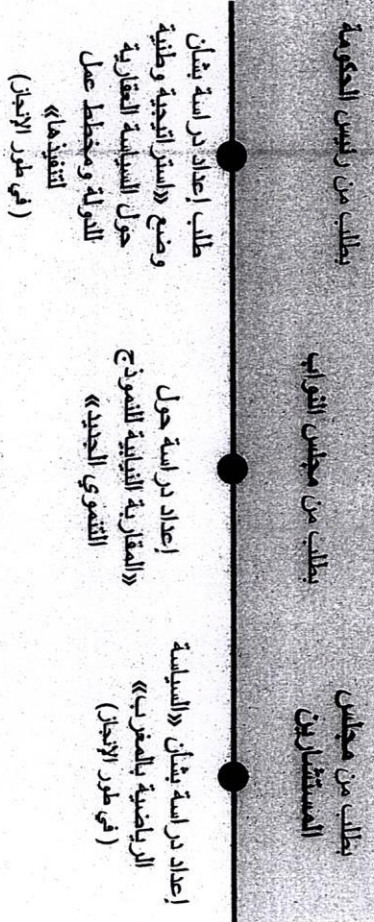 بطلب من رئيس الحكومة
طلب إعداد دراسة بشأن
وضع «استراتيجية وطنية
حول السياسة العقارية
للدولة ومخطط عمل
لتنفيذها»
(في طور الإنجاز)
بطلب من مجلس النواب
إعداد دراسة حول
«المقاربة النيابية للنموذج
التنموي الجديد»
بطلب من مجلس
المستشارين
إعداد دراسة بشأن «السياسة
الرياضية بالمغرب»
(في طور الإنجاز)